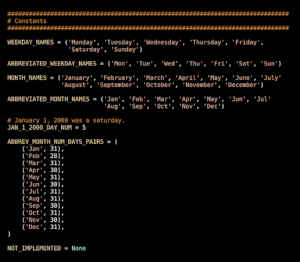 ################################################################################
# Constants
################################################################################
WEEKDAY_NAMES = ('Monday', 'Tuesday', 'Wednesday', 'Thursday', 'Friday',
'Saturday', 'Sunday')
ABBREVIATED_WEEKDAY_NAMES = ('Mon', 'Tue', 'Wed', 'Thu', 'Fri', 'Sat', 'Sun')
MONTH_NAMES = ('January', 'February', 'March', 'April', 'May', 'June', 'July'
'August', 'September', 'October', 'November', 'December')
ABBREVIATED_MONTH_NAMES = ('Jan', 'Feb', 'Mar', 'Apr', 'May', 'Jun', 'Jul'
'Aug', 'Sep', 'Oct', 'Nov', 'Dec')
# January 1, 2000 was a saturday.
JAN_1_2000_DAY_NUM = 5
ABBREV_MONTH_NUM_DAYS_PAIRS = (
('Jan', 31),
('Feb', 28),
('Mar', 31),
('Apr', 30),
('May', 31),
('Jun', 30),
('Jul', 31),
('Aug', 31),
('Sep', 30),
('Oct', 31),
('Nov', 30),
('Dec', 31),
)
NOT_IMPLEMENTED = None